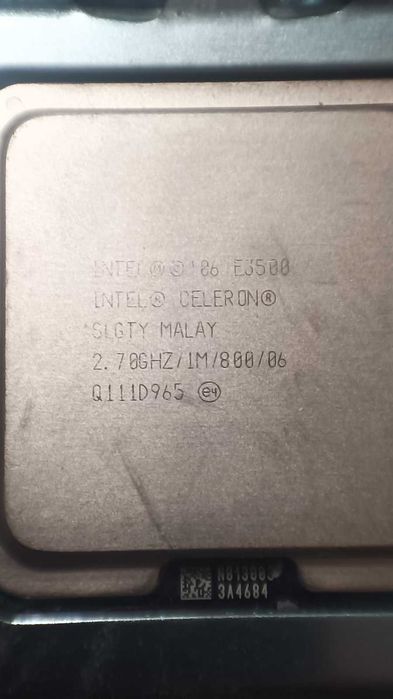 INTEL® © '06 E3500
INTEL® CELERON®
SLGTY MALAY
2.70GHZ/1M/800/06
Q111D965 e4
3A4684